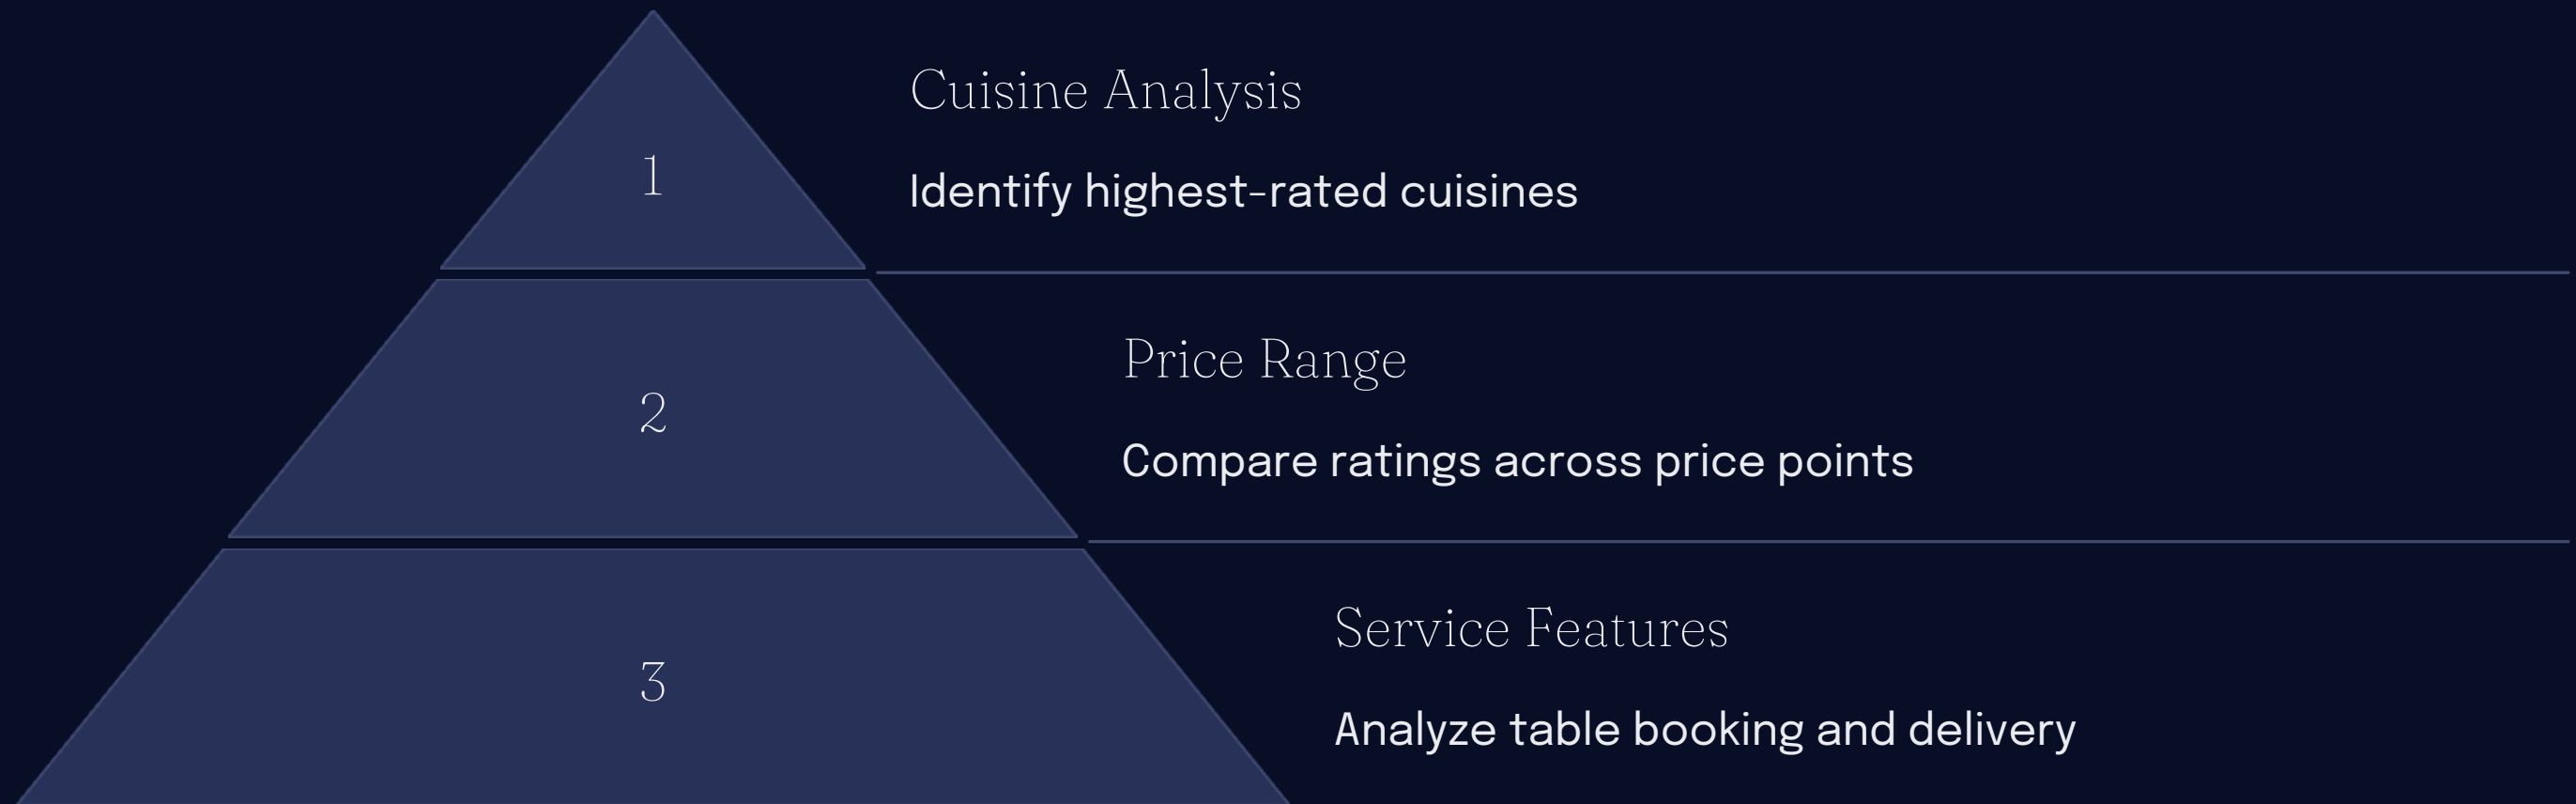 1
Cuisine Analysis
Identify highest-rated cuisines
2
Price Range
Compare ratings across price points
3
Service Features
Analyze table booking and delivery